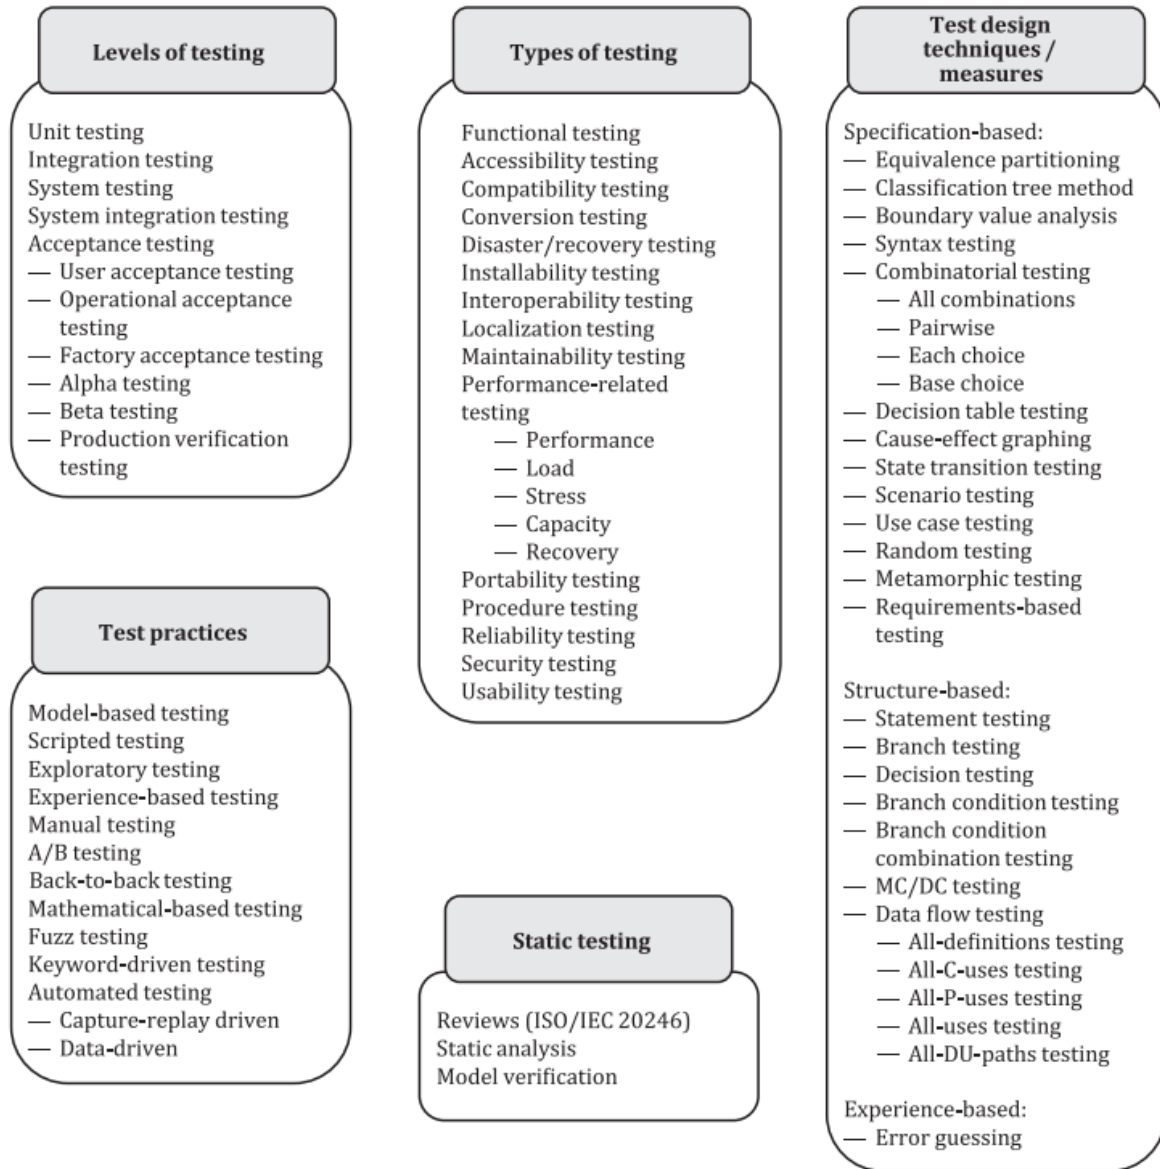 Levels of testing
Unit testing
Integration testing
System testing
System integration testing
Acceptance testing
— User acceptance testing
— Operational acceptance
testing
— Factory acceptance testing
— Alpha testing
— Beta testing
— Production verification
testing
Test practices
Model-based testing
Scripted testing
Exploratory testing
Experience-based testing
Manual testing
A/B testing
Back-to-back testing
Mathematical-based testing
Fuzz testing
Keyword-driven testing
Automated testing
— Capture-replay driven
— Data-driven
Types of testing
Functional testing
Accessibility testing
Compatibility testing
Conversion testing
Disaster/recovery testing
Installability testing
Interoperability testing
Localization testing
Maintainability testing
Performance-related
testing
— Performance
— Load
— Stress
— Capacity
— Recovery
Portability testing
Procedure testing
Reliability testing
Security testing
Usability testing
Static testing
Reviews (ISO/IEC 20246)
Static analysis
Model verification
Test design
techniques /
measures
Specification-based:
— Equivalence partitioning
— Classification tree method
— Boundary value analysis
— Syntax testing
— Combinatorial testing
— All combinations
— Pairwise
— Each choice
— Base choice
— Decision table testing
— Cause-effect graphing
— State transition testing
— Scenario testing
— Use case testing
— Random testing
— Metamorphic testing
— Requirements-based
testing
Structure-based:
— Statement testing
— Branch testing
— Decision testing
— Branch condition testing
— Branch condition
combination testing
— MC/DC testing
— Data flow testing
— All-definitions testing
— All-C-uses testing
— All-P-uses testing
— All-uses testing
— All-DU-paths testing
Experience-based:
— Error guessing